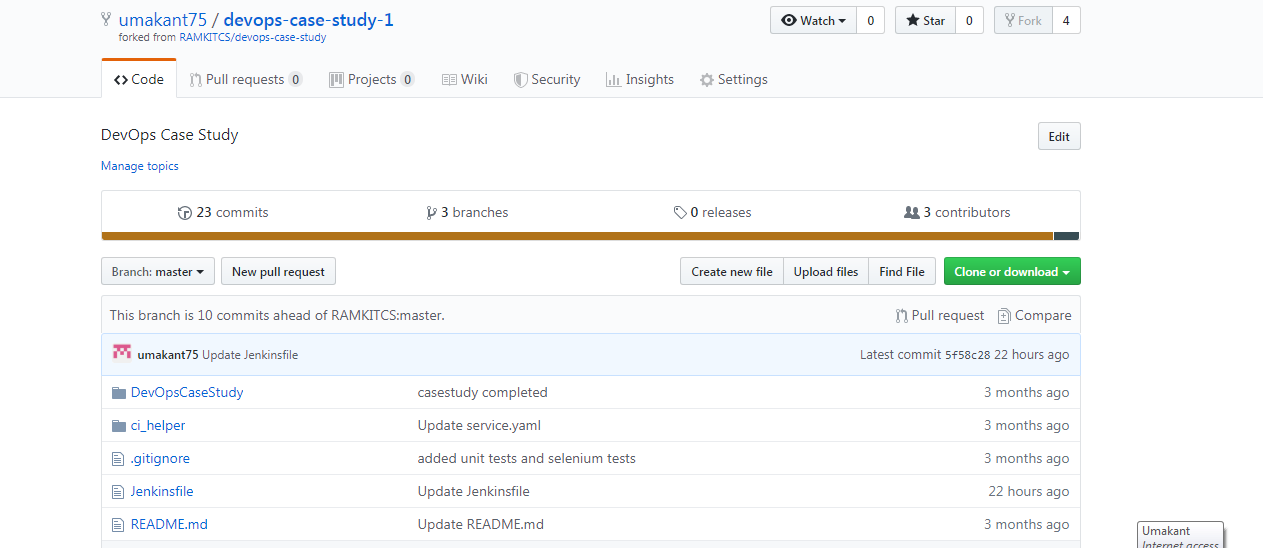 umakant75 / devops-case-study-1
forked from RAMKITCS/devops-case-study
Watch 0 Star 0 Fork 4
Code Pull requests 0 Projects 0 Wiki Security Insights Settings
DevOps Case Study Edit
Manage topics
23 commits 3 branches 0 releases 3 contributors
Branch: master New pull request Create new file Upload files Find File Clone or download
This branch is 10 commits ahead of RAMKITCS:master. Pull request Compare
umakant75 Update Jenkinsfile Latest commit 5f58c28 22 hours ago
DevOpsCaseStudy casestudy completed 3 months ago
ci_helper Update service.yaml 3 months ago
.gitignore added unit tests and selenium tests 3 months ago
Jenkinsfile Update Jenkinsfile 22 hours ago
README.md Update README.md 3 months ago
Umakant
Internet access